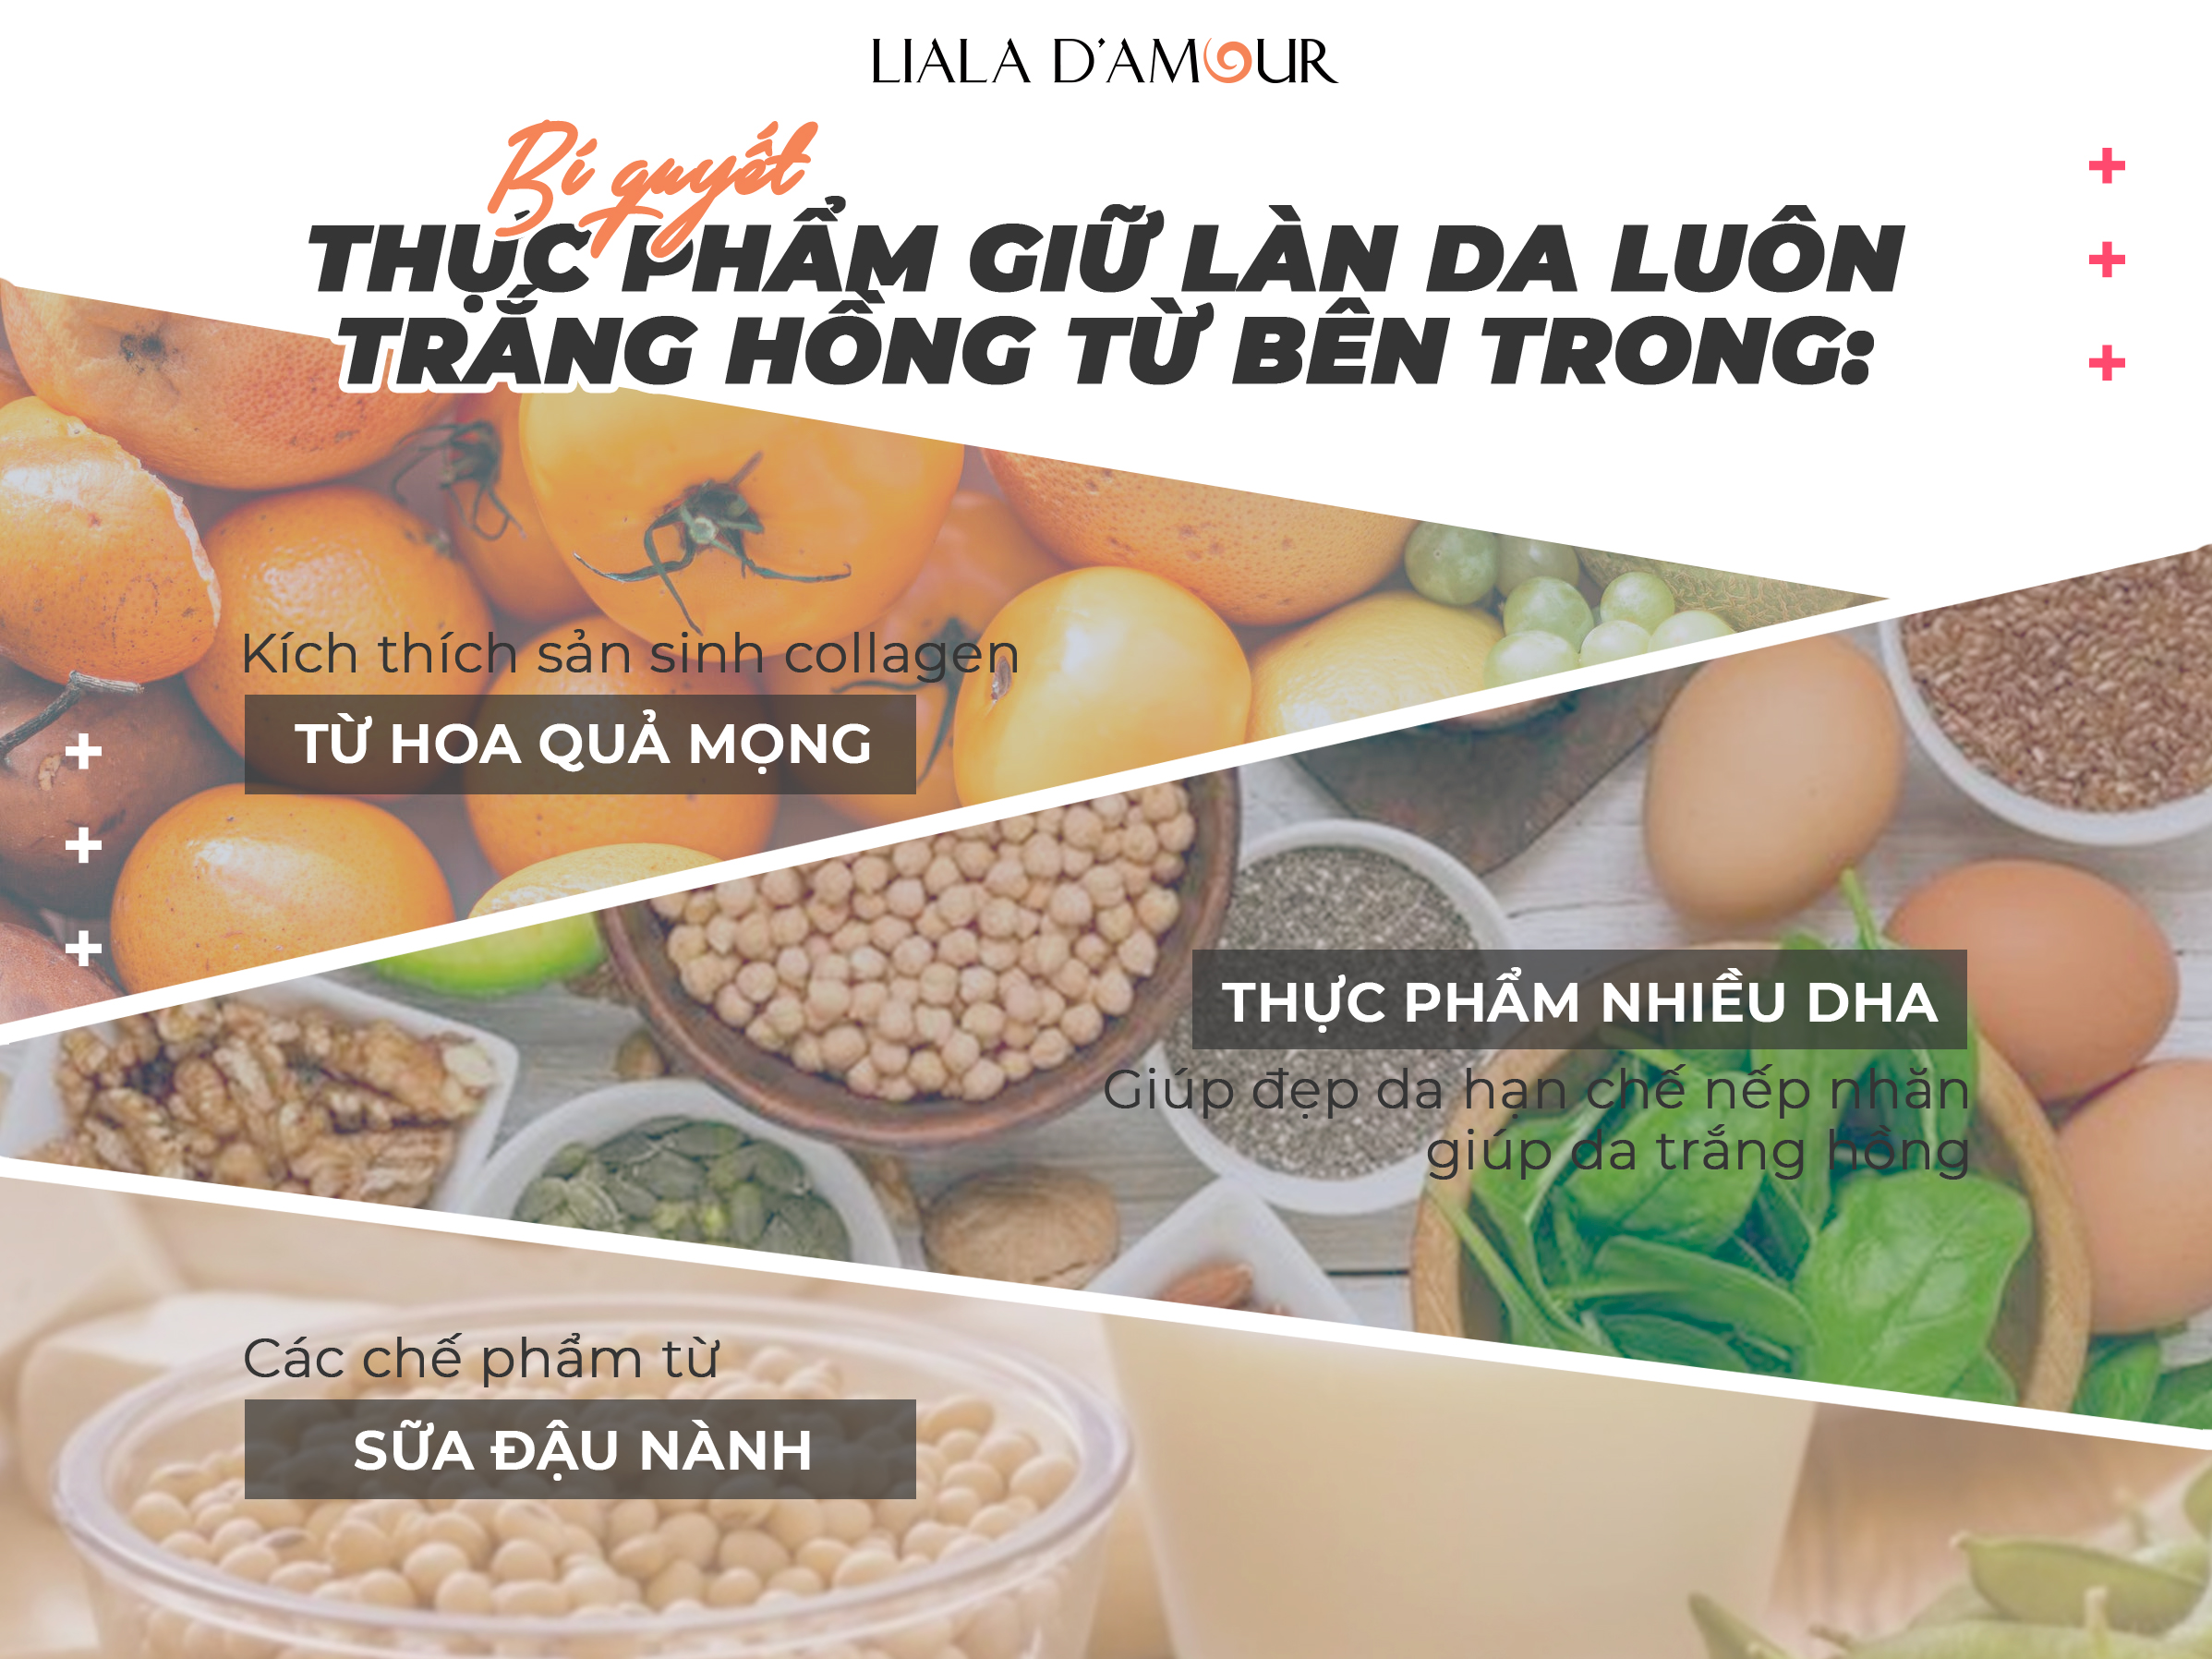 LIALA D'AMOUR
Bí quyết
THỰC PHẨM GIỮ LÀN DA LUÔN
TRẮNG HỒNG TỪ BÊN TRONG:
Kích thích sản sinh collagen
TỪ HOA QUẢ MỌNG
THỰC PHẨM NHIỀU DHA
Giúp đẹp da hạn chế nếp nhăn
giúp da trắng hồng
Các chế phẩm từ
SỮA ĐẬU NÀNH